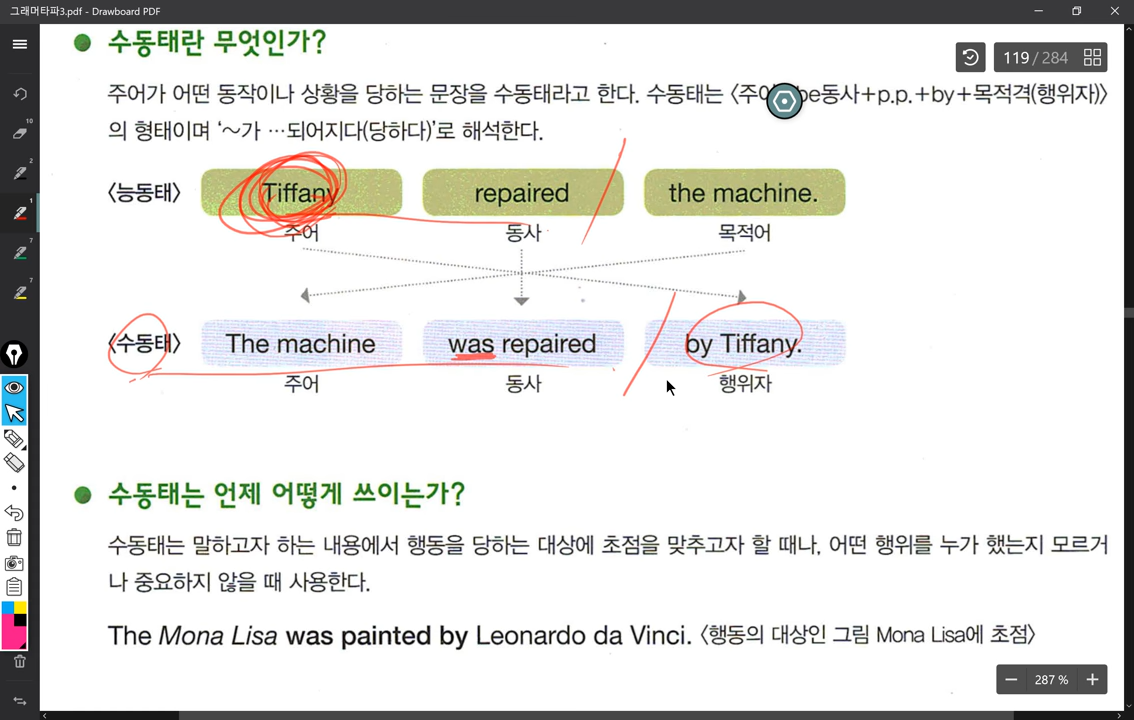 그래머타파3.pdf - Drawboard PDF
119 / 284
수동태란 무엇인가?
주어가 어떤 동작이나 상황을 당하는 문장을 수동태라고 한다. 수동태는 〈주어 be동사+p.p.+by+목적격(행위자)〉
의 형태이며 ‘~가 …되어지다(당하다)’로 해석한다.
〈능동태〉 Tiffany repaired the machine.
주어 동사 목적어
〈수동태〉 The machine was repaired by Tiffany.
주어 동사 행위자
수동태는 언제 어떻게 쓰이는가?
수동태는 말하고자 하는 내용에서 행동을 당하는 대상에 초점을 맞추고자 할 때나, 어떤 행위를 누가 했는지 모르거
나 중요하지 않을 때 사용한다.
The Mona Lisa was painted by Leonardo da Vinci. 〈행동의 대상인 그림 Mona Lisa에 초점〉
287 %
10
2
1
7
7